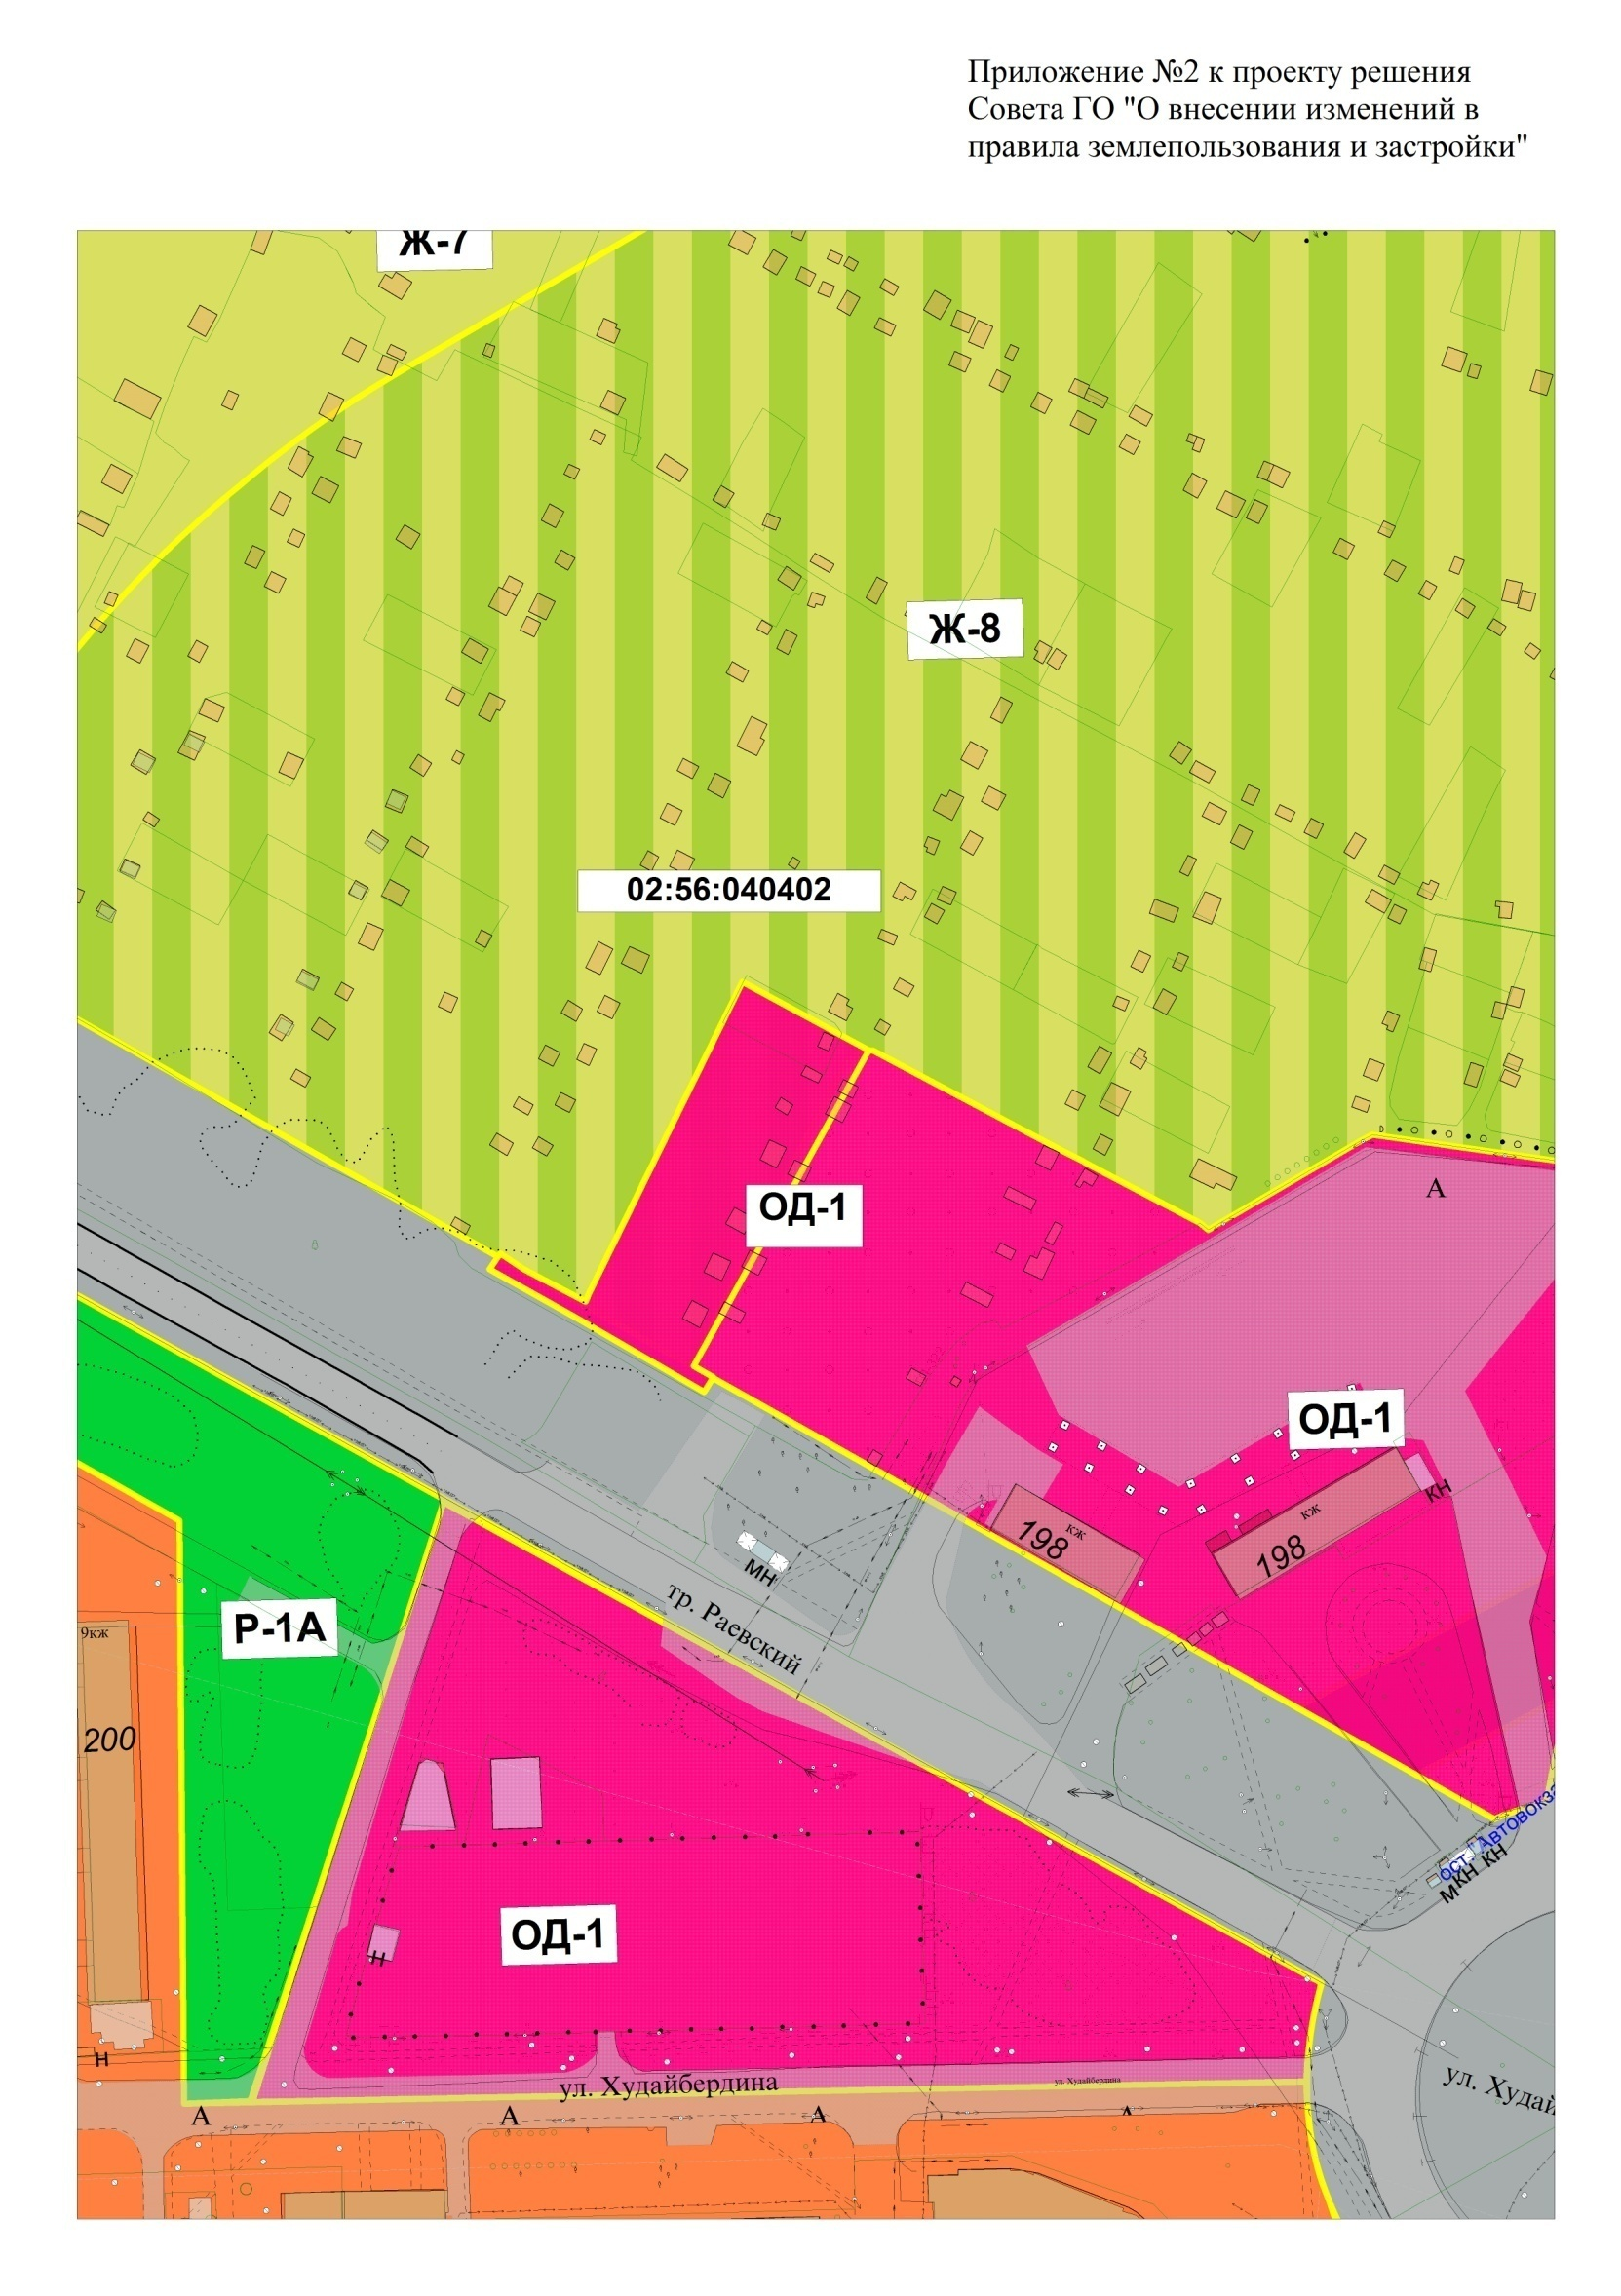 Приложение №2 к проекту решения
Совета ГО "О внесении изменений в
правила землепользования и застройки"
Ж-7
Ж-8
02:56:040402
ОД-1
А
ОД-1
КН
кж
198
кж
198
МН
тр. Раевский
Р-1А
9кж
200
ост. Автовокз
КН
МКН
ОД-1
Н
Н
ул. Худайбердина
ул. Худайбердина
ул. Худай
А
А
А
А